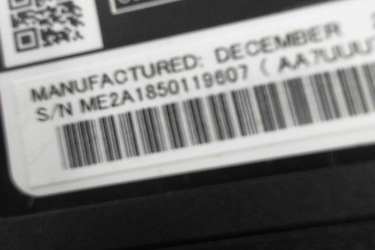 MANUFACTURED: DECEMBER
S/N ME2A1850119607 ( AA7UUU